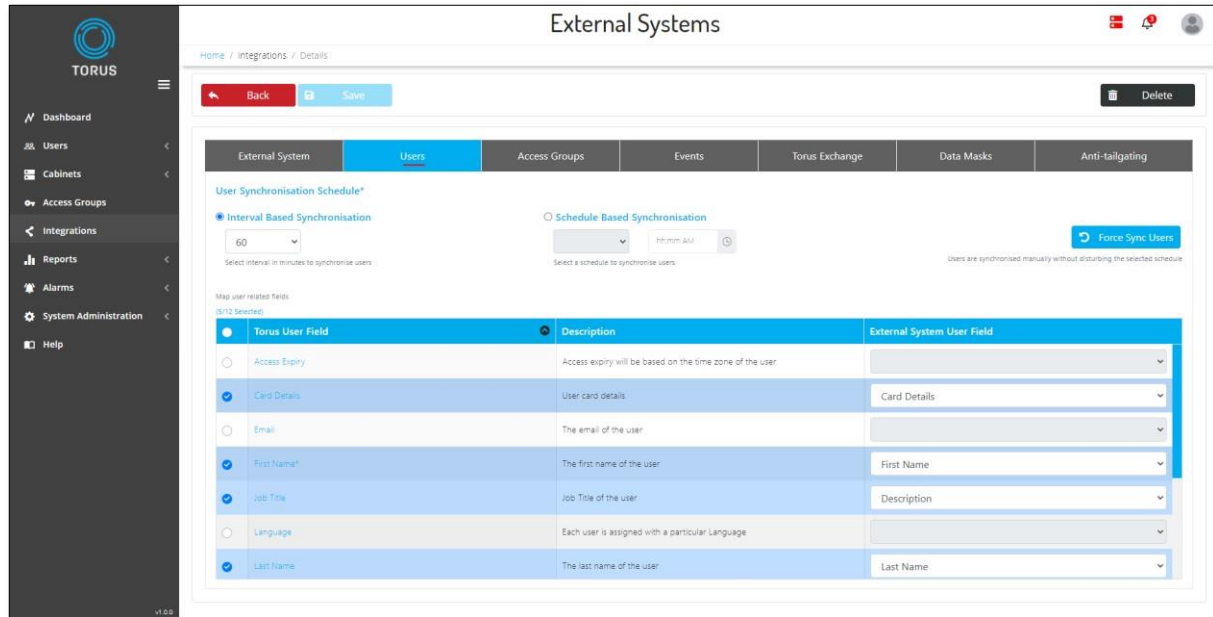 External Systems
3
TORUS
Home / Integrations / Details
Back
Save
Delete
Dashboard
Users
Cabinets
Access Groups
Integrations
Reports
Alarms
System Administration
Help
v1.0.0
External System Users Access Groups Events Torus Exchange Data Masks Anti-tailgating
User Synchronisation Schedule*
Interval Based Synchronisation
Schedule Based Synchronisation
60
hh:mm AM
Force Sync Users
Select interval in minutes to synchronise users
Select a schedule to synchronise users
Users are synchronised manually without disturbing the selected schedule
Map user related fields
(5/12 Selected)
Torus User Field Description External System User Field
Access Expiry Access expiry will be based on the time zone of the user
Card Details User card details Card Details
Email The email of the user
First Name* The first name of the user First Name
Job Title Job Title of the user Description
Language Each user is assigned with a particular Language
Last Name The last name of the user Last Name